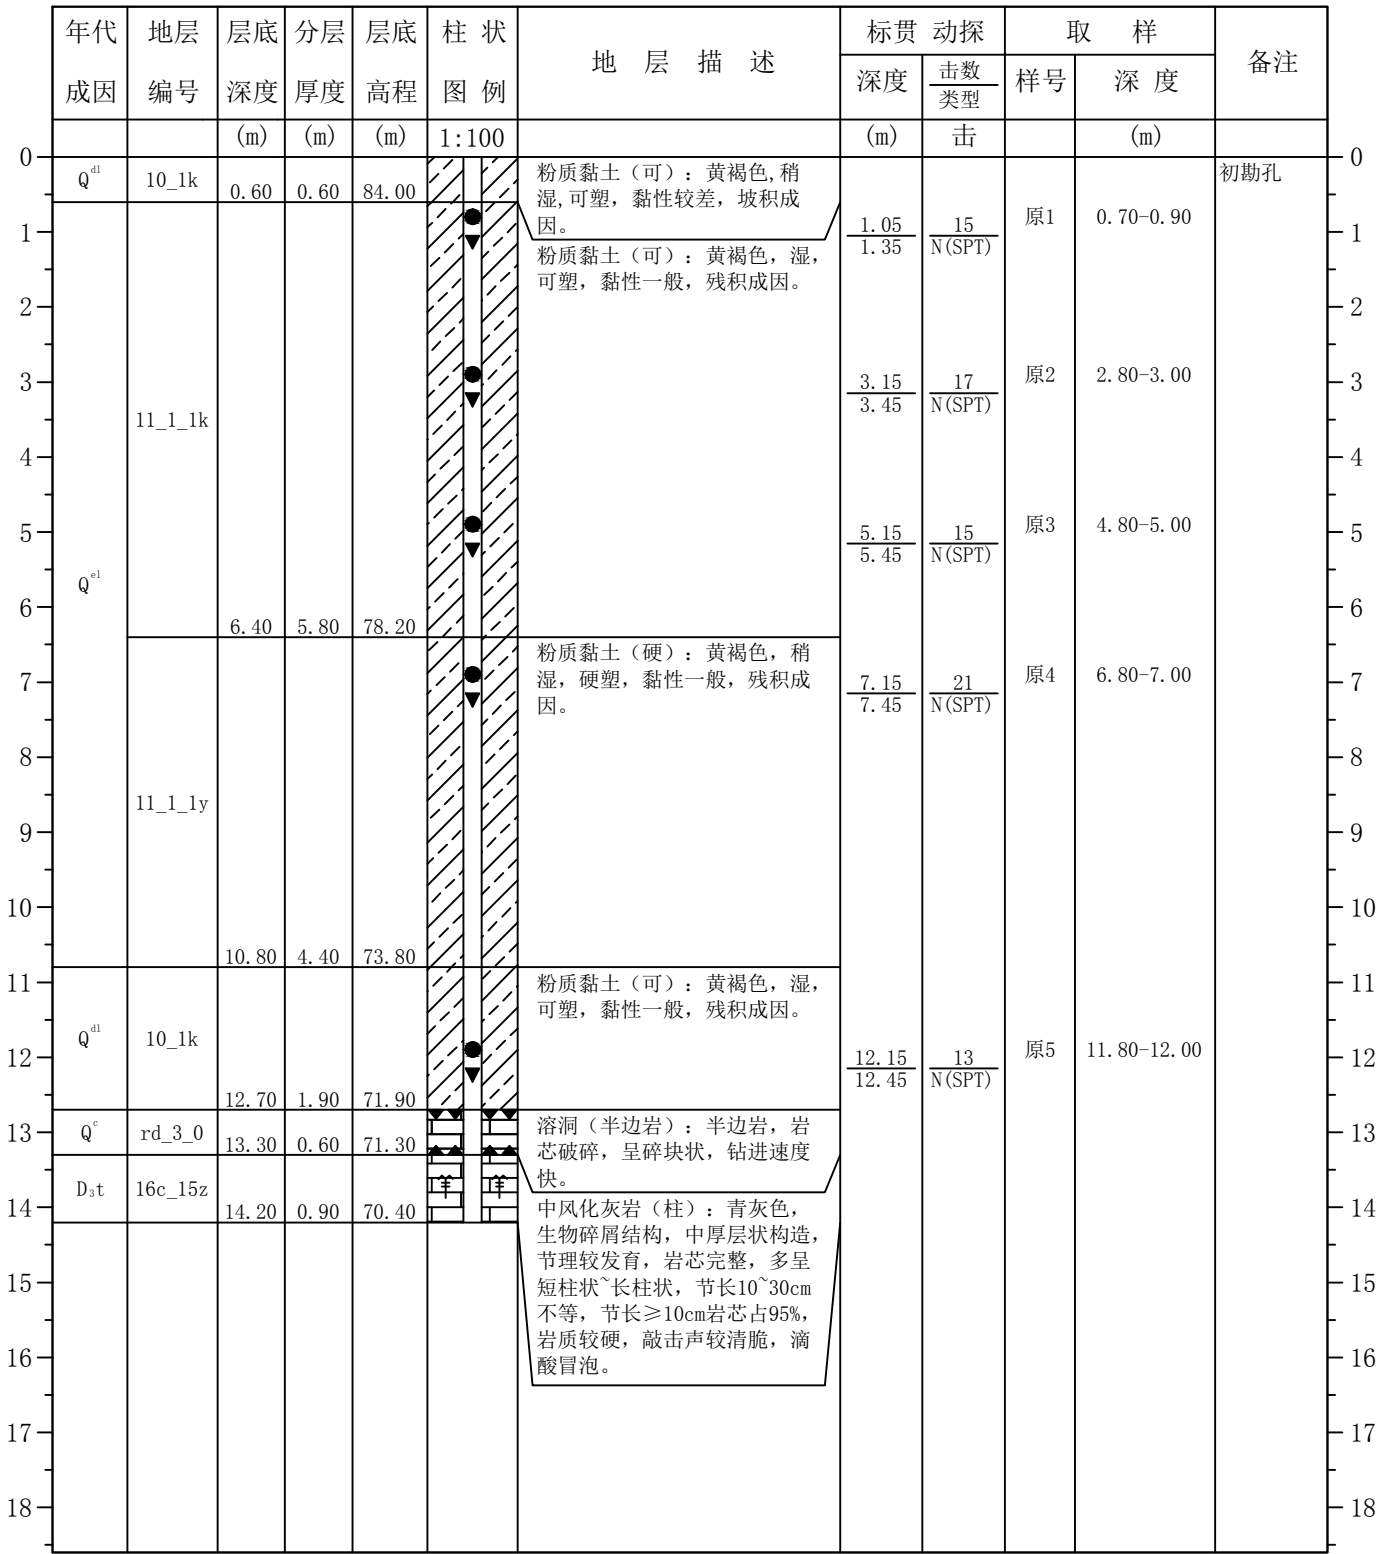 年代 地层 层底 分层 层底 柱 状 地 层 描 述 标贯 动探 取 样 备注
成因 编号 深度 厚度 高程 图 例 深度 击数 样号 深 度
类型
(m) (m) (m) 1:100 (m) 击 (m)
0 0
Qdl 10_1k 0.60 0.60 84.00
粉质黏土（可）：黄褐色,稍
湿,可塑，黏性较差，坡积成
因。
初勘孔
1.05 15 原1 0.70-0.90
1.35 N(SPT)
1 1
粉质黏土（可）：黄褐色，湿，
可塑，黏性一般，残积成因。
2 2
3.15 17 原2 2.80-3.00
3.45 N(SPT)
3 3
11_1_1k
4 4
5.15 15 原3 4.80-5.00
5.45 N(SPT)
5 5
Qel
6 6
6.40 5.80 78.20
粉质黏土（硬）：黄褐色，稍
湿，硬塑，黏性一般，残积成
因。
7.15 21 原4 6.80-7.00
7.45 N(SPT)
7 7
8 8
11_1_1y
9 9
10 10
10.80 4.40 73.80
粉质黏土（可）：黄褐色，湿，
可塑，黏性一般，残积成因。
11 11
Qdl 10_1k
12.15 13 原5 11.80-12.00
12.45 N(SPT)
12 12
12.70 1.90 71.90
13 13
Qc rd_3_0 13.30 0.60 71.30
溶洞（半边岩）：半边岩，岩
芯破碎，呈碎块状，钻进速度
快。
D₃t 16c_15z 14.20 0.90 70.40
14 14
中风化灰岩（柱）：青灰色，
生物碎屑结构，中厚层状构造，
节理较发育，岩芯完整，多呈
短柱状~长柱状，节长10~30cm
不等，节长≥10cm岩芯占95%，
岩质较硬，敲击声较清脆，滴
酸冒泡。
15 15
16 16
17 17
18 18